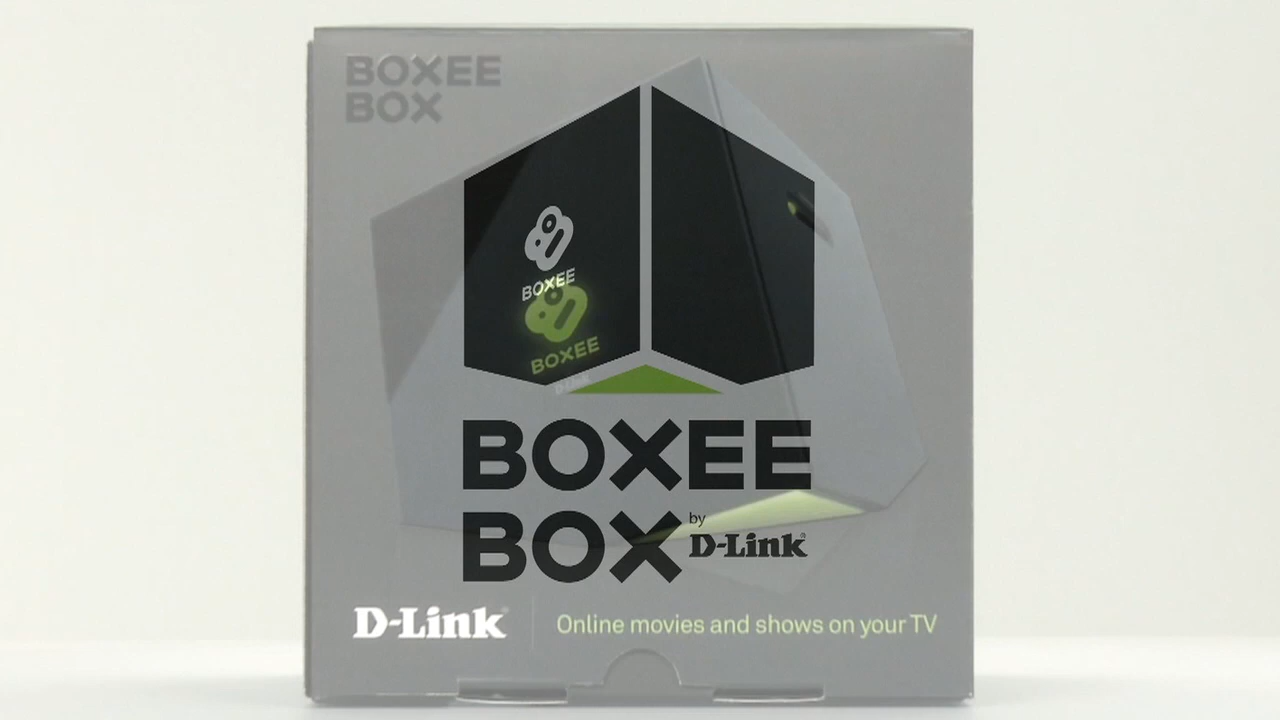 BOXEE
BOX
BOXEE
BOXEE
D-Link
BOXEE
BOX by
D-Link®
D-Link®
Online movies and shows on your TV